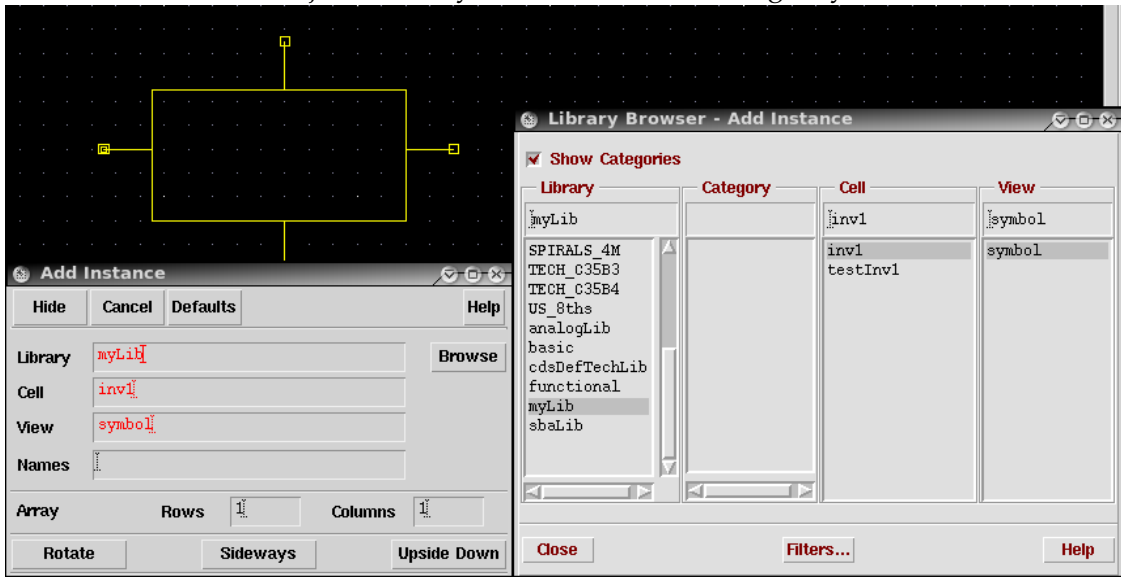 Add Instance
Hide Cancel Defaults Help
Library myLib Browse
Cell inv1
View symbol
Names
Array Rows 1 Columns 1
Rotate Sideways Upside Down
Library Browser - Add Instance
Show Categories
Library Category Cell View
myLib inv1 symbol
SPIRALS_4M inv1 symbol
TECH_C35B3 testInv1
TECH_C35B4
US_8ths
analogLib
basic
cdsDefTechLib
functional
myLib
sbaLib
Close Filters... Help